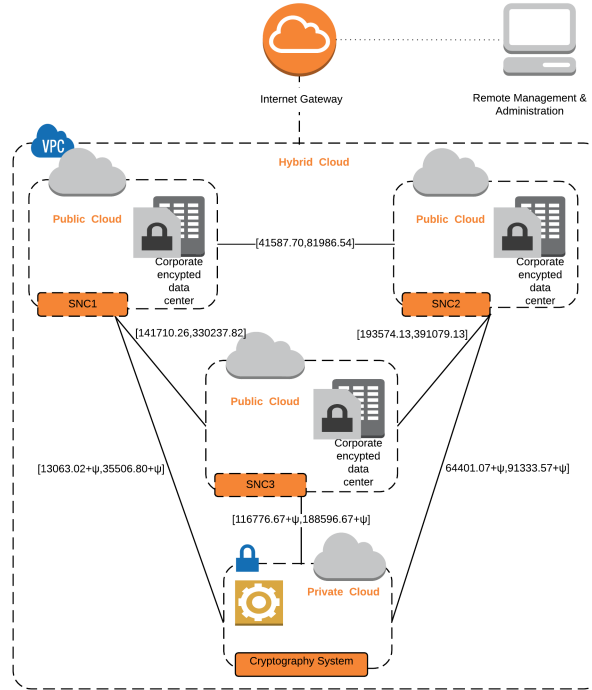 Internet Gateway
Remote Management &
Administration
VPC
Hybrid Cloud
Public Cloud
Corporate
encypted
data
center
SNC1
[41587.70,81986.54]
Public Cloud
Corporate
encypted
data
center
SNC2
[141710.26,330237.82]
[193574.13,391079.13]
Public Cloud
Corporate
encypted
data
center
SNC3
[13063.02+ψ,35506.80+ψ]
64401.07+ψ,91333.57+ψ]
[116776.67+ψ,188596.67+ψ]
Private Cloud
Cryptography System